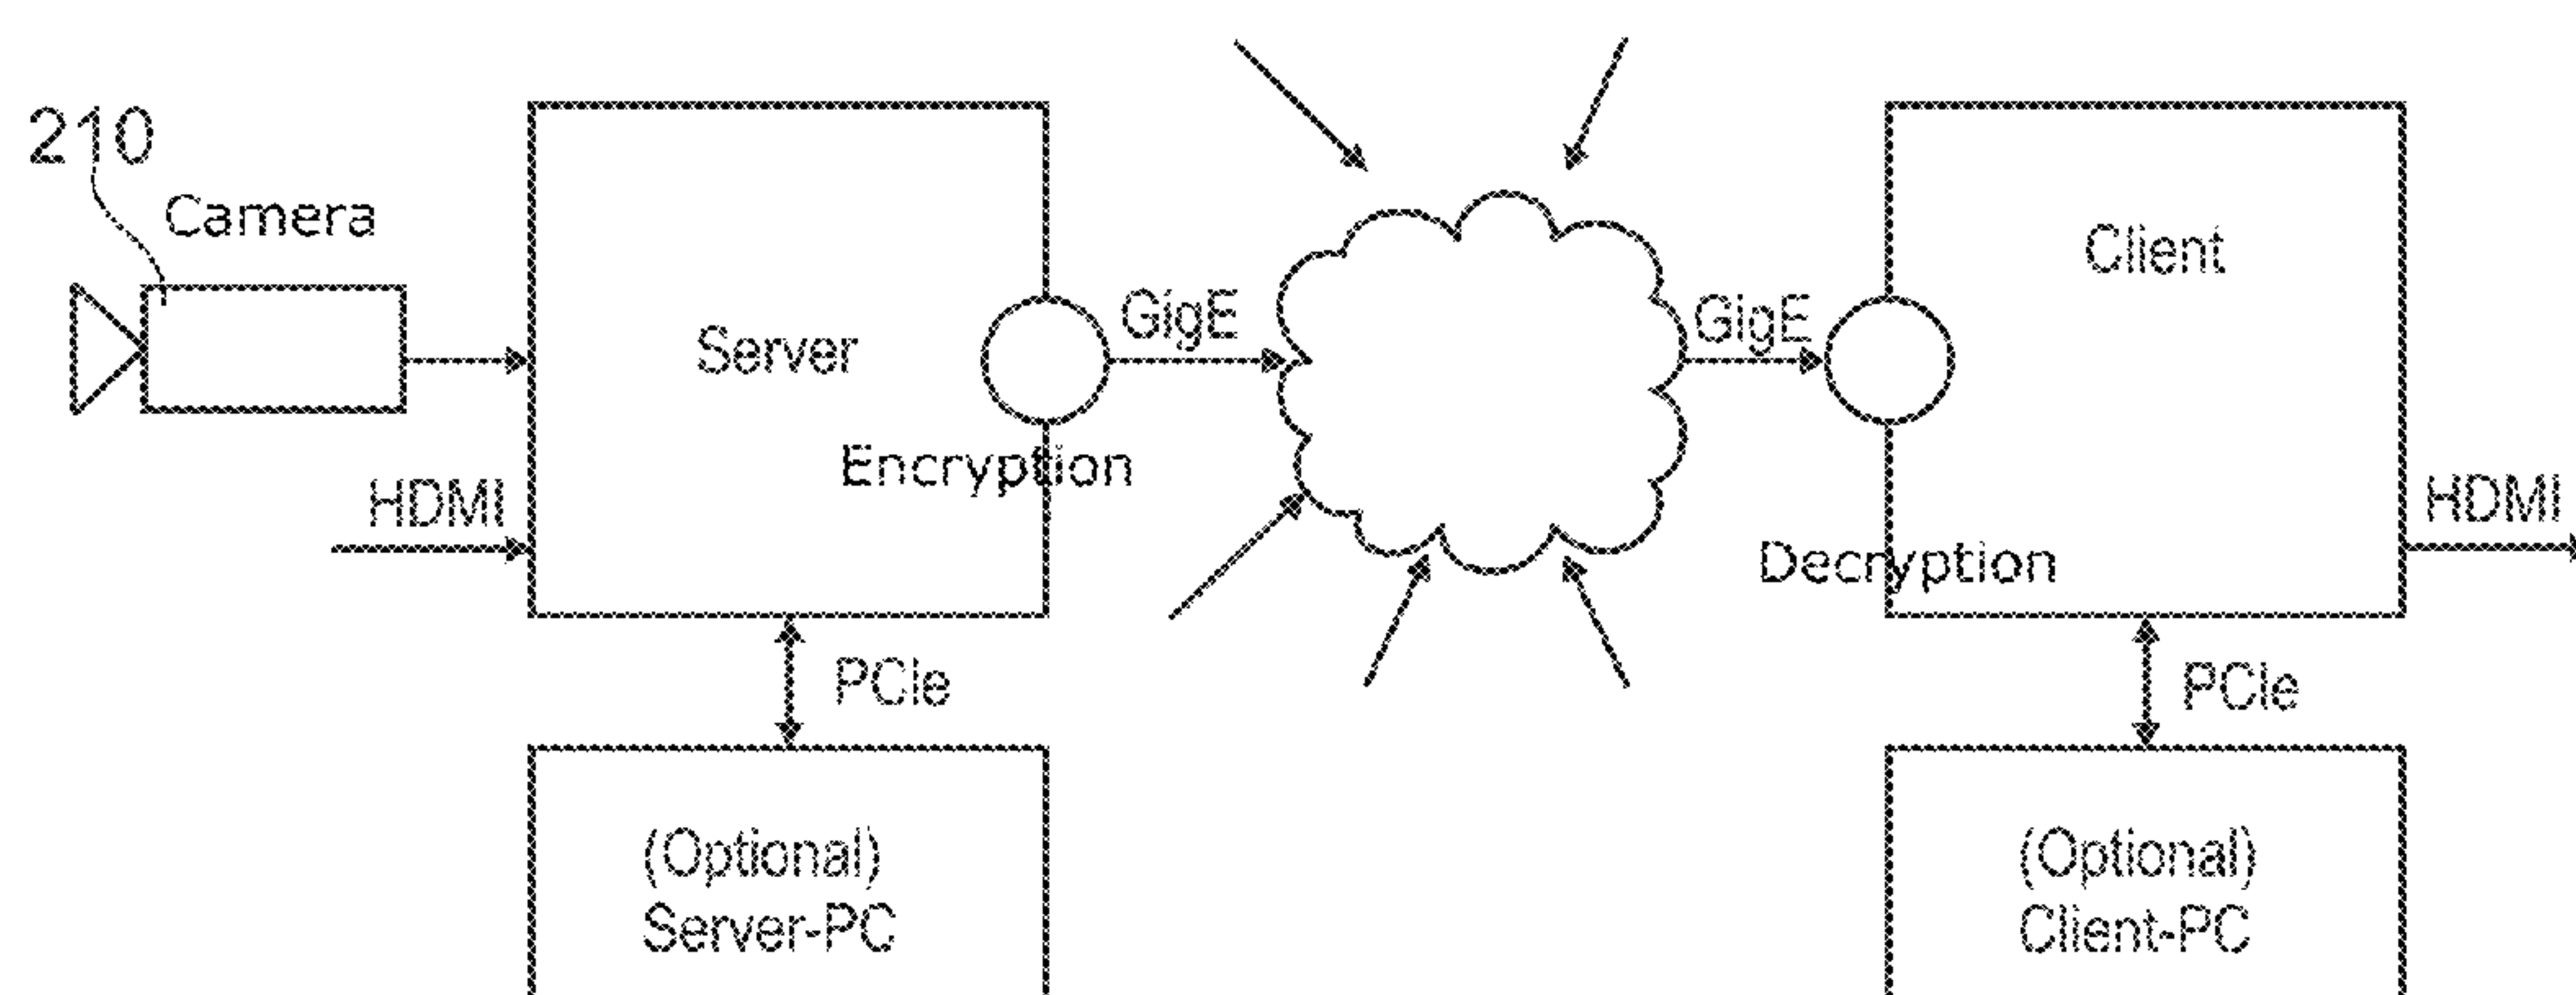 210
Camera
Server
Encryption
HDMI
GigE
GigE
Client
Decryption
HDMI
PCIe
PCIe
(Optional)
Server-PC
(Optional)
Client-PC